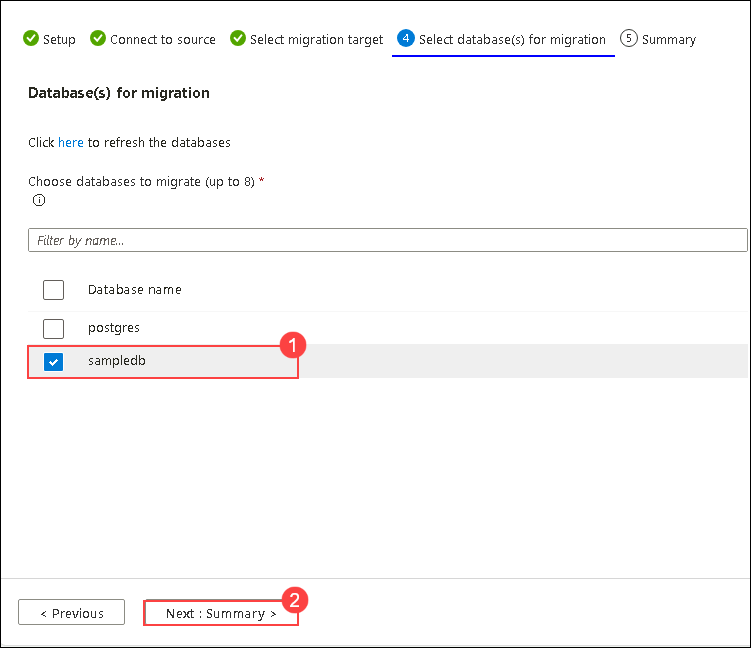 Setup Connect to source Select migration target 4 Select database(s) for migration 5 Summary
Database(s) for migration
Click here to refresh the databases
Choose databases to migrate (up to 8) *
i
Filter by name...
Database name
postgres
1
sampledb
2
< Previous Next : Summary >